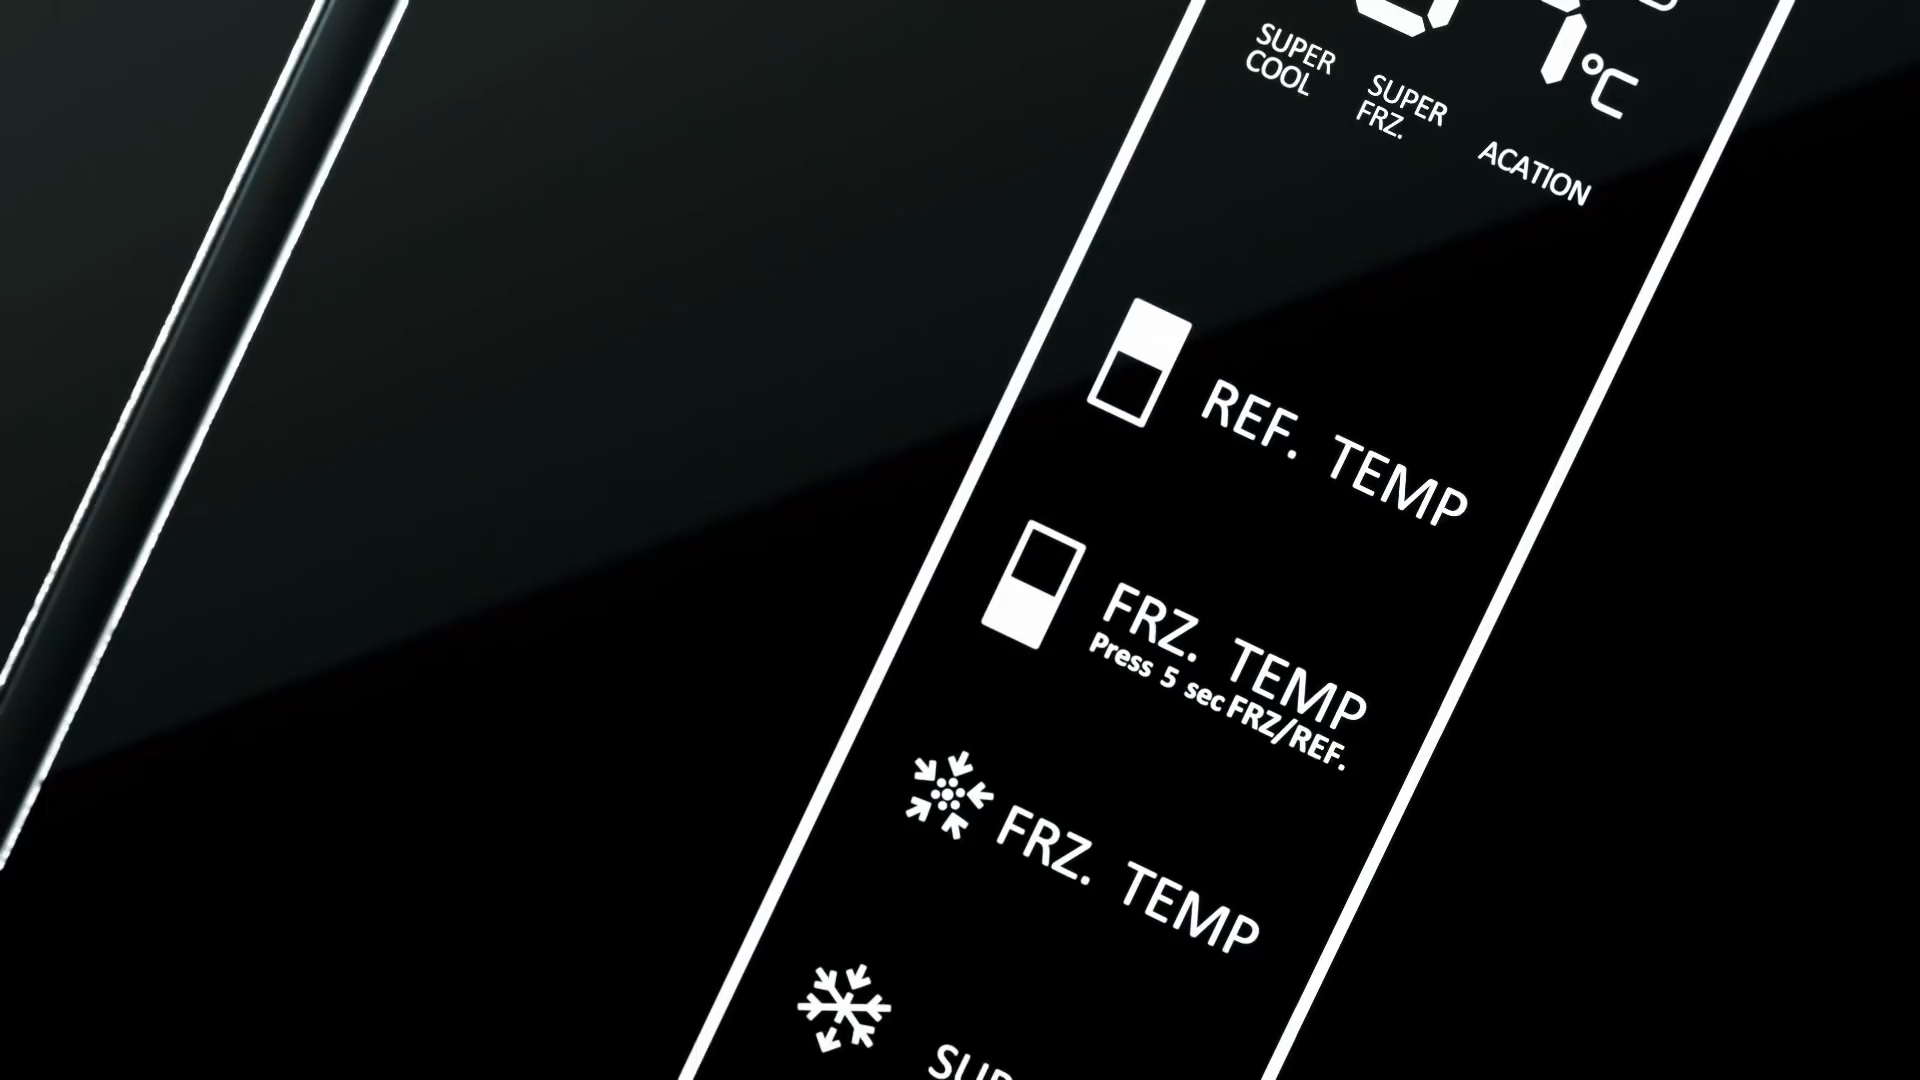 °C
SUPER
COOL
SUPER
FRZ.
ACATION
REF. TEMP
FRZ. TEMP
Press 5 sec FRZ/REF.
FRZ. TEMP